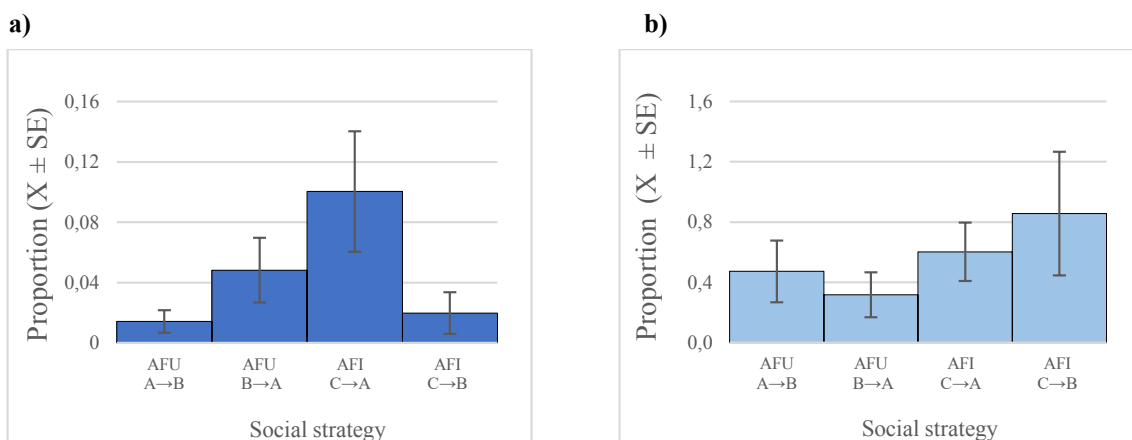 a)
b)
Proportion (X ± SE)
0,16
0,12
0,08
0,04
0
AFU
A→B
AFU
B→A
AFI
C→A
AFI
C→B
Social strategy
Proportion (X ± SE)
1,6
1,2
0,8
0,4
0,0
AFU
A→B
AFU
B→A
AFI
C→A
AFI
C→B
Social strategy